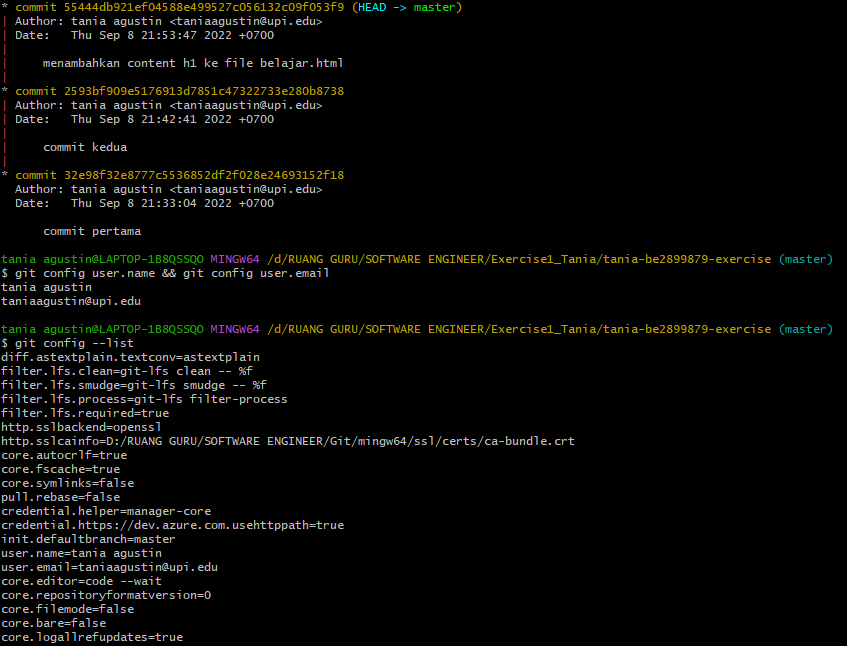 * commit 55444db921ef04588e499527c056132c09f053f9 (HEAD -> master)
| Author: tania agustin <taniaagustin@upi.edu>
| Date:   Thu Sep 8 21:53:47 2022 +0700
|
|     menambahkan content h1 ke file belajar.html
|
* commit 2593bf909e5176913d7851c47322733e280b8738
| Author: tania agustin <taniaagustin@upi.edu>
| Date:   Thu Sep 8 21:42:41 2022 +0700
|
|     commit kedua
|
* commit 32e98f32e8777c5536852df2f028e24693152f18
  Author: tania agustin <taniaagustin@upi.edu>
  Date:   Thu Sep 8 21:33:04 2022 +0700

      commit pertama

tania agustin@LAPTOP-1B8QSSQO MINGW64 /d/RUANG GURU/SOFTWARE ENGINEER/Exercise1_Tania/tania-be2899879-exercise (master)
$ git config user.name && git config user.email
tania agustin
taniaagustin@upi.edu

tania agustin@LAPTOP-1B8QSSQO MINGW64 /d/RUANG GURU/SOFTWARE ENGINEER/Exercise1_Tania/tania-be2899879-exercise (master)
$ git config --list
diff.astextplain.textconv=astextplain
filter.lfs.clean=git-lfs clean -- %f
filter.lfs.smudge=git-lfs smudge -- %f
filter.lfs.process=git-lfs filter-process
filter.lfs.required=true
http.sslbackend=openssl
http.sslcainfo=D:/RUANG GURU/SOFTWARE ENGINEER/Git/mingw64/ssl/certs/ca-bundle.crt
core.autocrlf=true
core.fscache=true
core.symlinks=false
pull.rebase=false
credential.helper=manager-core
credential.https://dev.azure.com.usehttppath=true
init.defaultbranch=master
user.name=tania agustin
user.email=taniaagustin@upi.edu
core.editor=code --wait
core.repositoryformatversion=0
core.filemode=false
core.bare=false
core.logallrefupdates=true